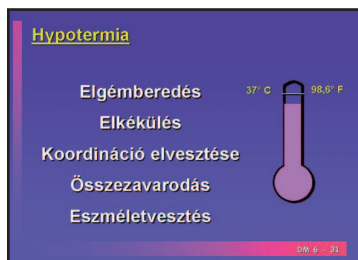 Hypotermia
Elgémberedés
37° C 98,6° F
Elkékülés
Koordináció elvesztése
Összezavarodás
Eszméletvesztés
DM 6 - 31